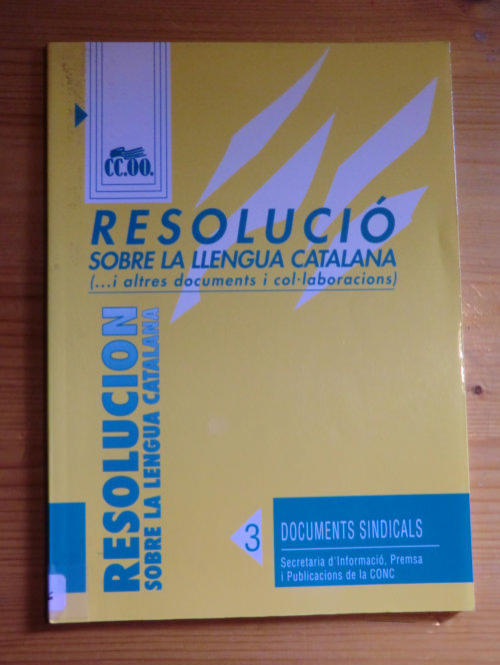 CC.OO.
RESOLUCIÓ
SOBRE LA LLENGUA CATALANA
(...i altres documents i col·laboracions)
RESOLUCION
SOBRE LA LENGUA CATALANA
3
DOCUMENTS SINDICALS
Secretaria d'Informació, Premsa
i Publicacions de la CONC